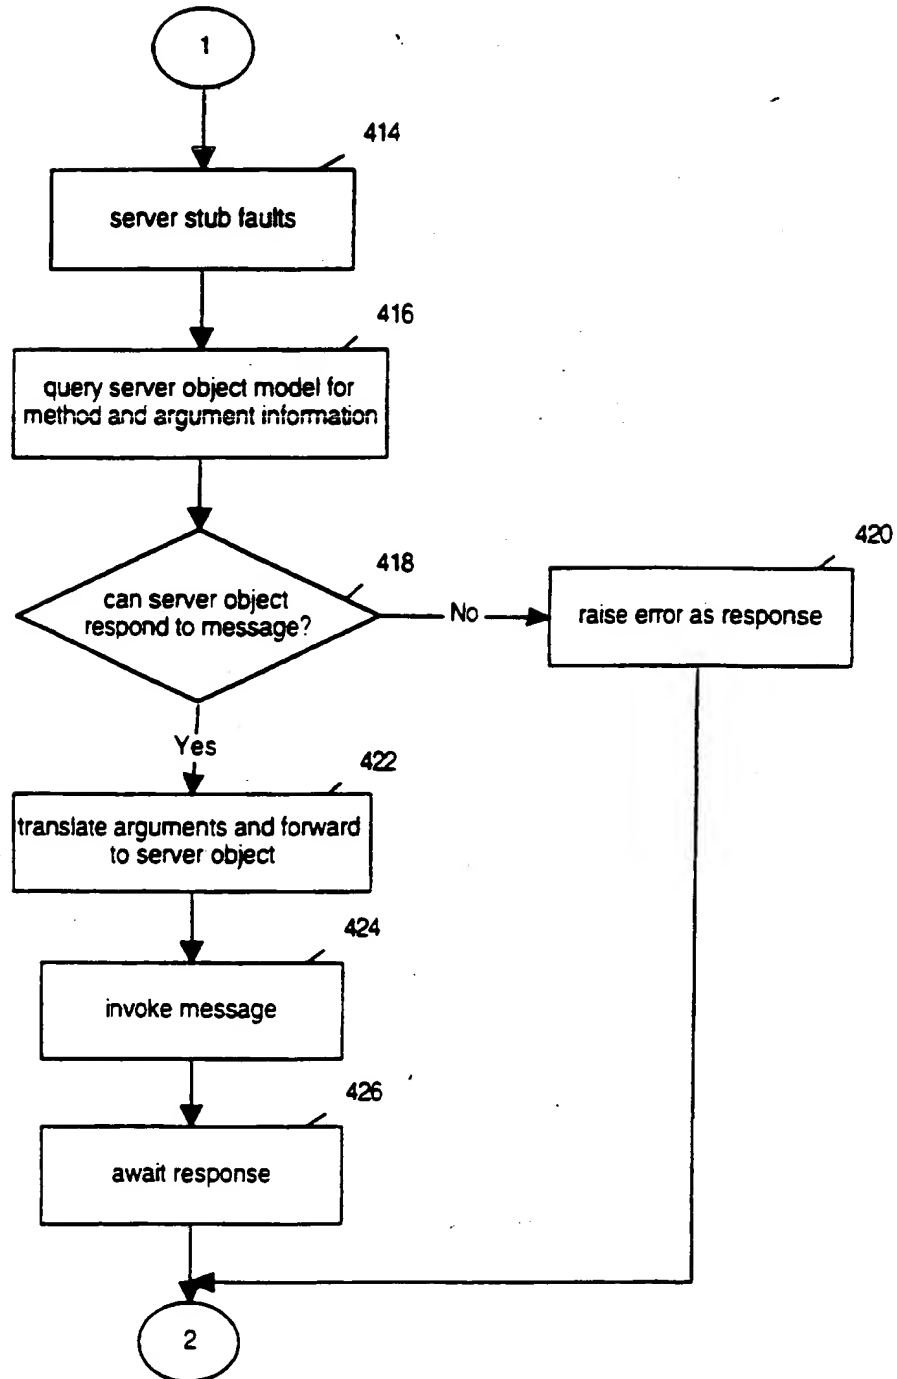 1
414
server stub faults
416
query server object model for
method and argument information
418
can server object
respond to message?
No
420
raise error as response
Yes
422
translate arguments and forward
to server object
424
invoke message
426
await response
2